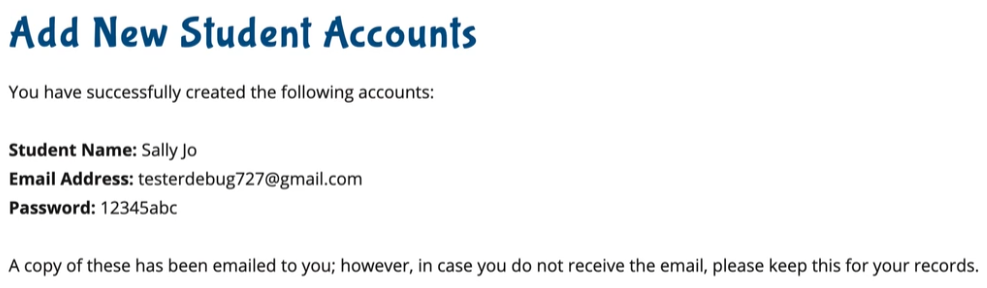 Add New Student Accounts
You have successfully created the following accounts:
Student Name: Sally Jo
Email Address: testerdebug727@gmail.com
Password: 12345abc
A copy of these has been emailed to you; however, in case you do not receive the email, please keep this for your records.